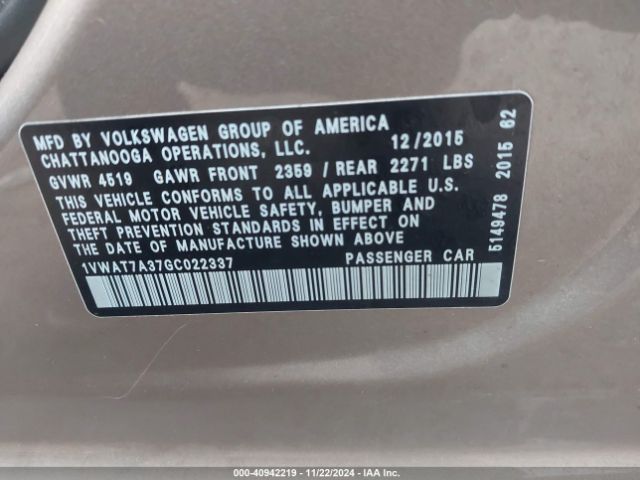 MFD BY VOLKSWAGEN GROUP OF AMERICA
CHATTANOOGA OPERATIONS, LLC. 12/2015
GVWR 4519 GAWR FRONT 2359 / REAR 2271 LBS
THIS VEHICLE CONFORMS TO ALL APPLICABLE U.S.
FEDERAL MOTOR VEHICLE SAFETY, BUMPER AND
THEFT PREVENTION STANDARDS IN EFFECT ON
THE DATE OF MANUFACTURE SHOWN ABOVE
1VWAT7A37GC022337 PASSENGER CAR
5149478 2015 62
000-40942219 - 11/22/2024 - IAA Inc.